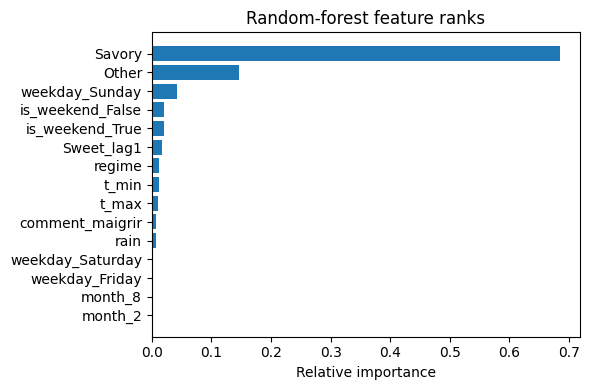 Random-forest feature ranks
Savory
Other
weekday_Sunday
is_weekend_False
is_weekend_True
Sweet_lag1
regime
t_min
t_max
comment_maigrir
rain
weekday_Saturday
weekday_Friday
month_8
month_2
0.0 0.1 0.2 0.3 0.4 0.5 0.6 0.7
Relative importance